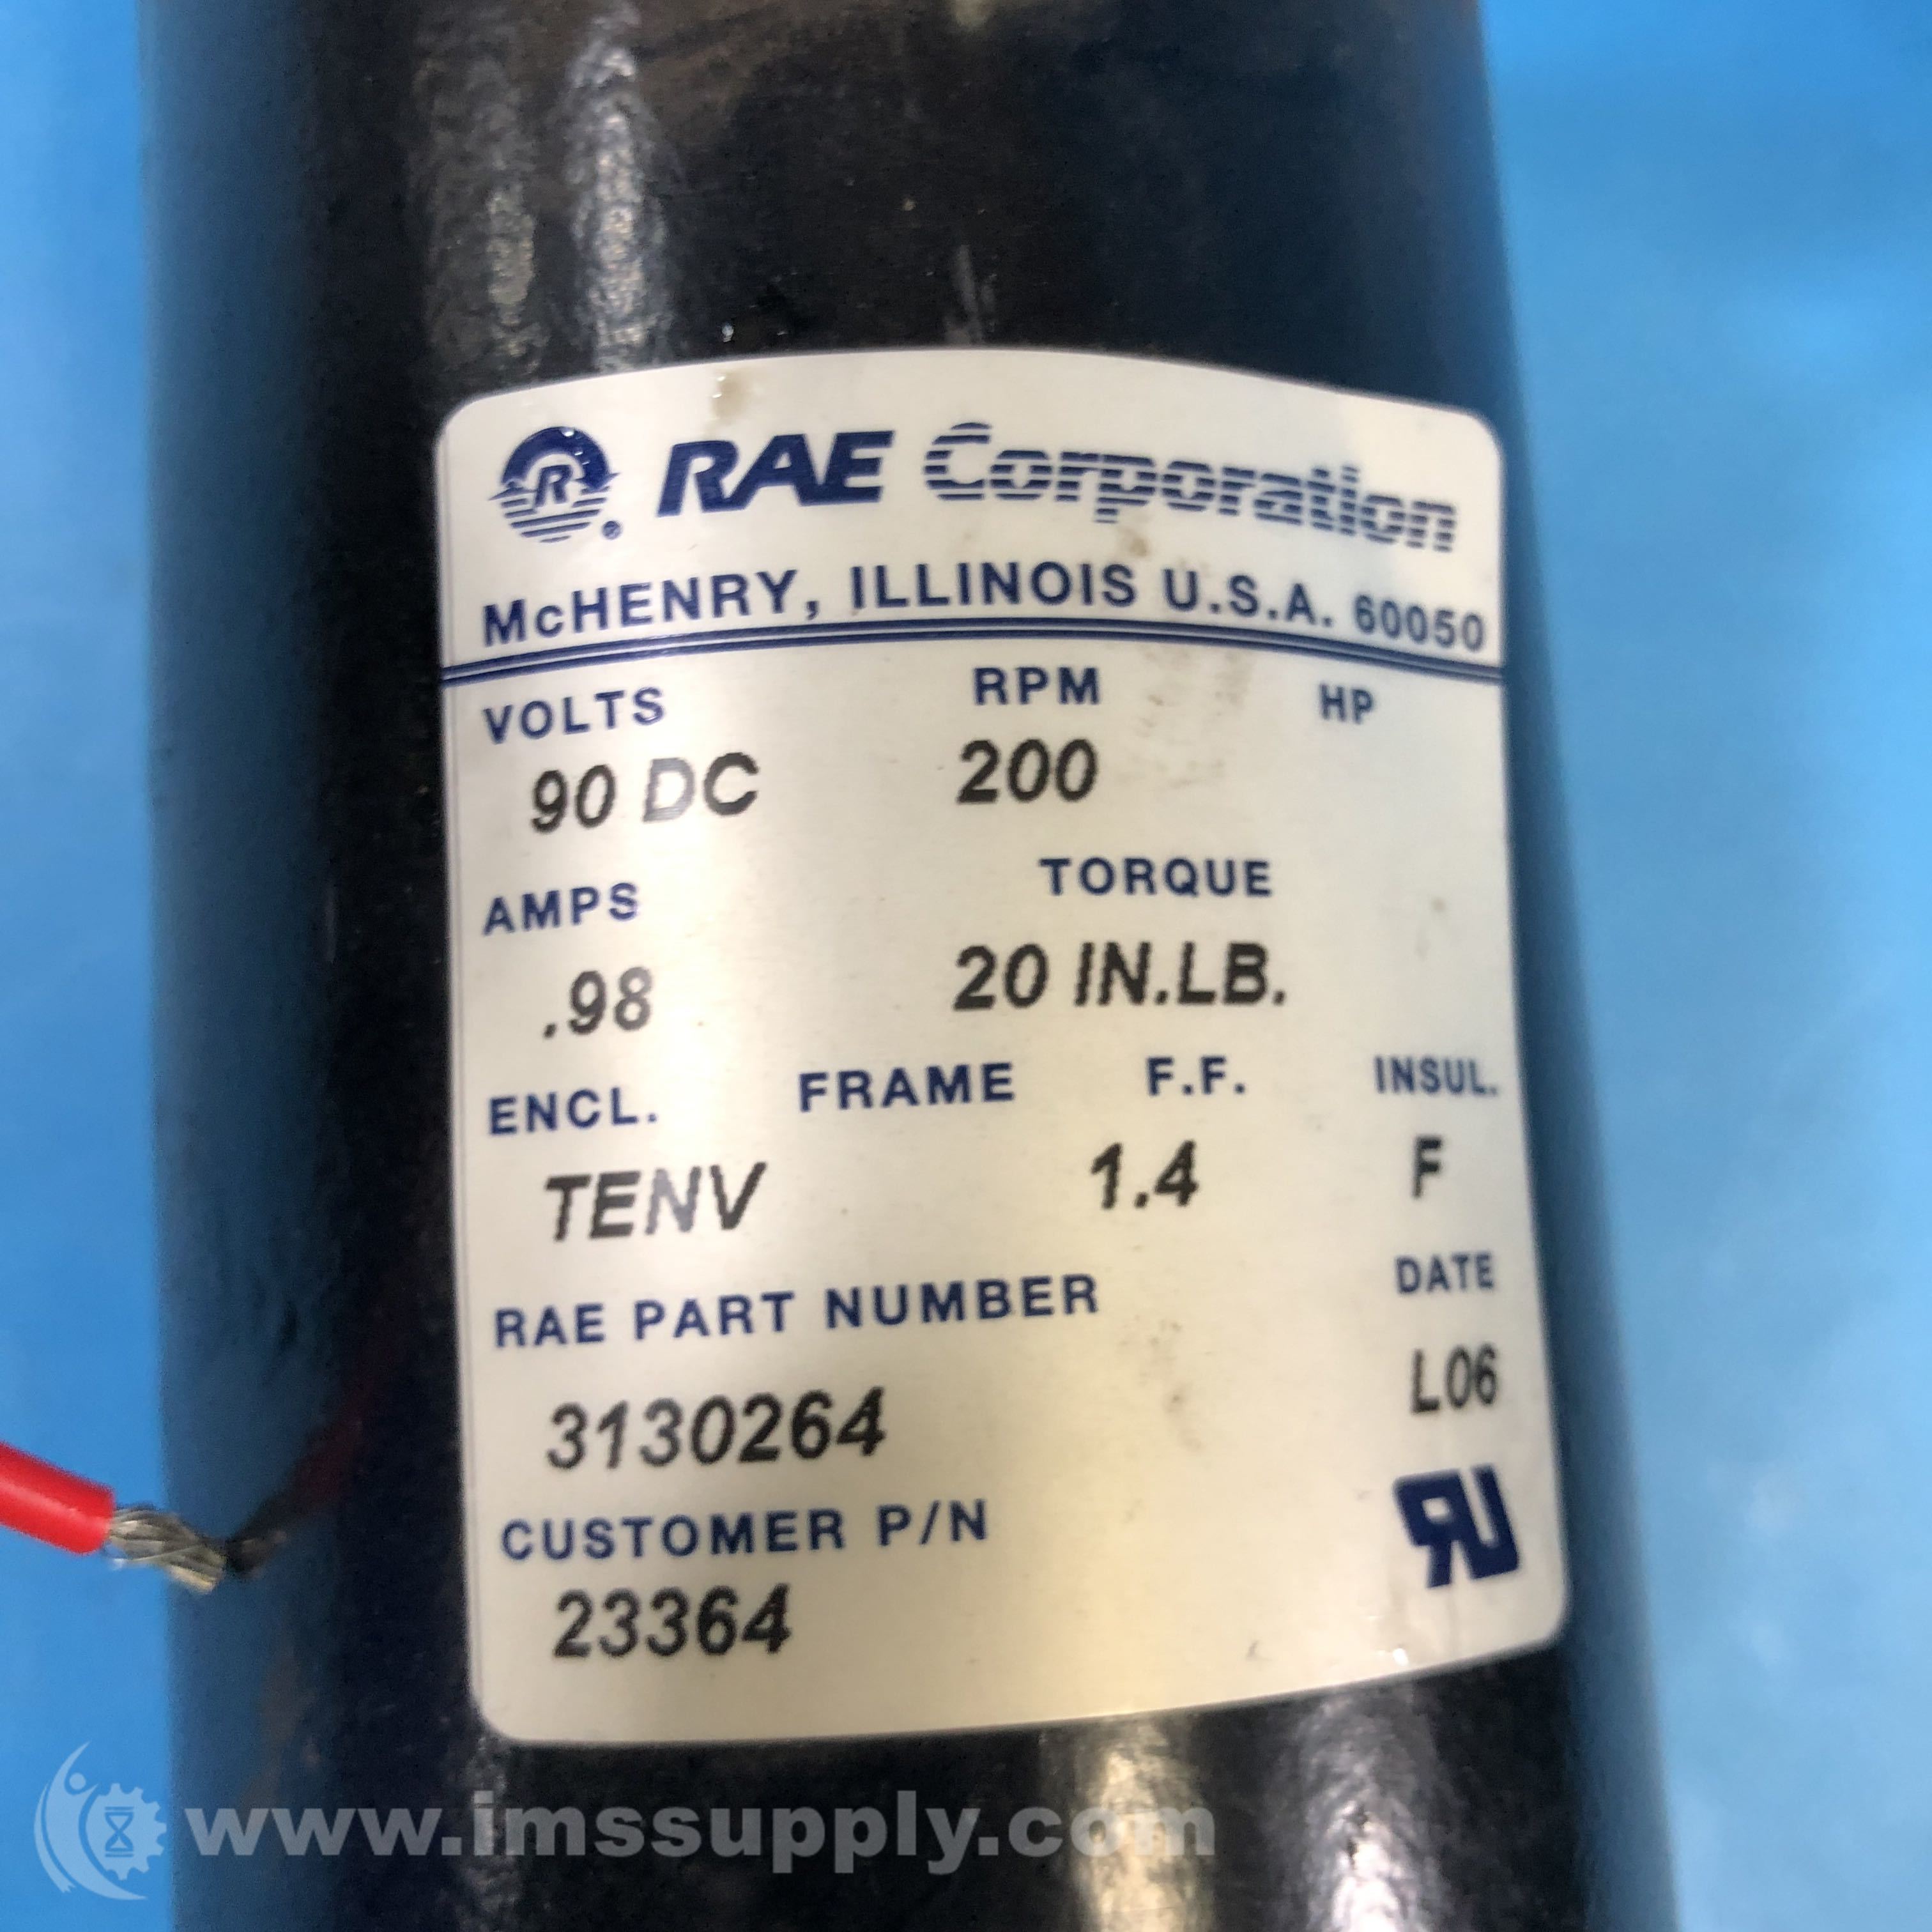 R ® RAE Corporation
McHENRY, ILLINOIS U.S.A. 60050
VOLTS RPM HP
90 DC 200
AMPS TORQUE
.98 20 IN.LB.
ENCL. FRAME F.F. INSUL.
TENV 1.4 F
RAE PART NUMBER DATE
3130264 L06
CUSTOMER P/N
23364
www.imssupply.com